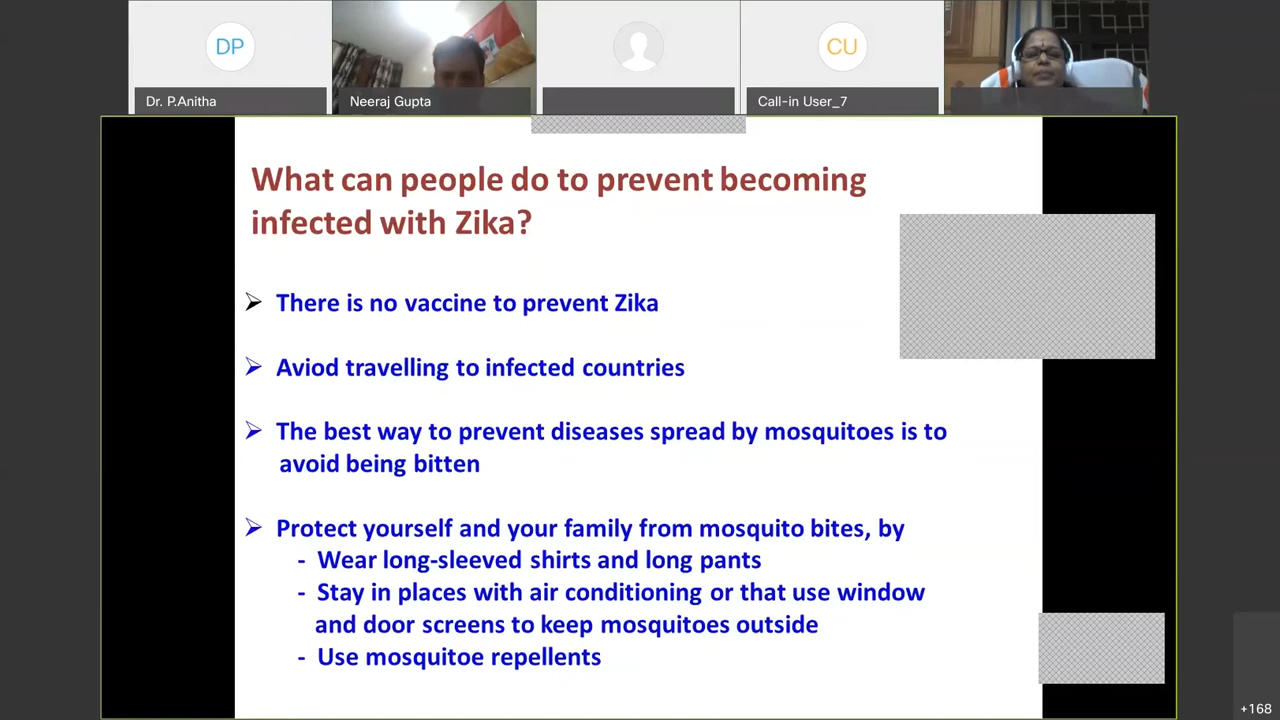 DP
CU
Dr. P.Anitha
Neeraj Gupta
Call-in User_7
What can people do to prevent becoming
infected with Zika?
➢ There is no vaccine to prevent Zika
➢ Aviod travelling to infected countries
➢ The best way to prevent diseases spread by mosquitoes is to
avoid being bitten
➢ Protect yourself and your family from mosquito bites, by
- Wear long-sleeved shirts and long pants
- Stay in places with air conditioning or that use window
and door screens to keep mosquitoes outside
- Use mosquitoe repellents
+168